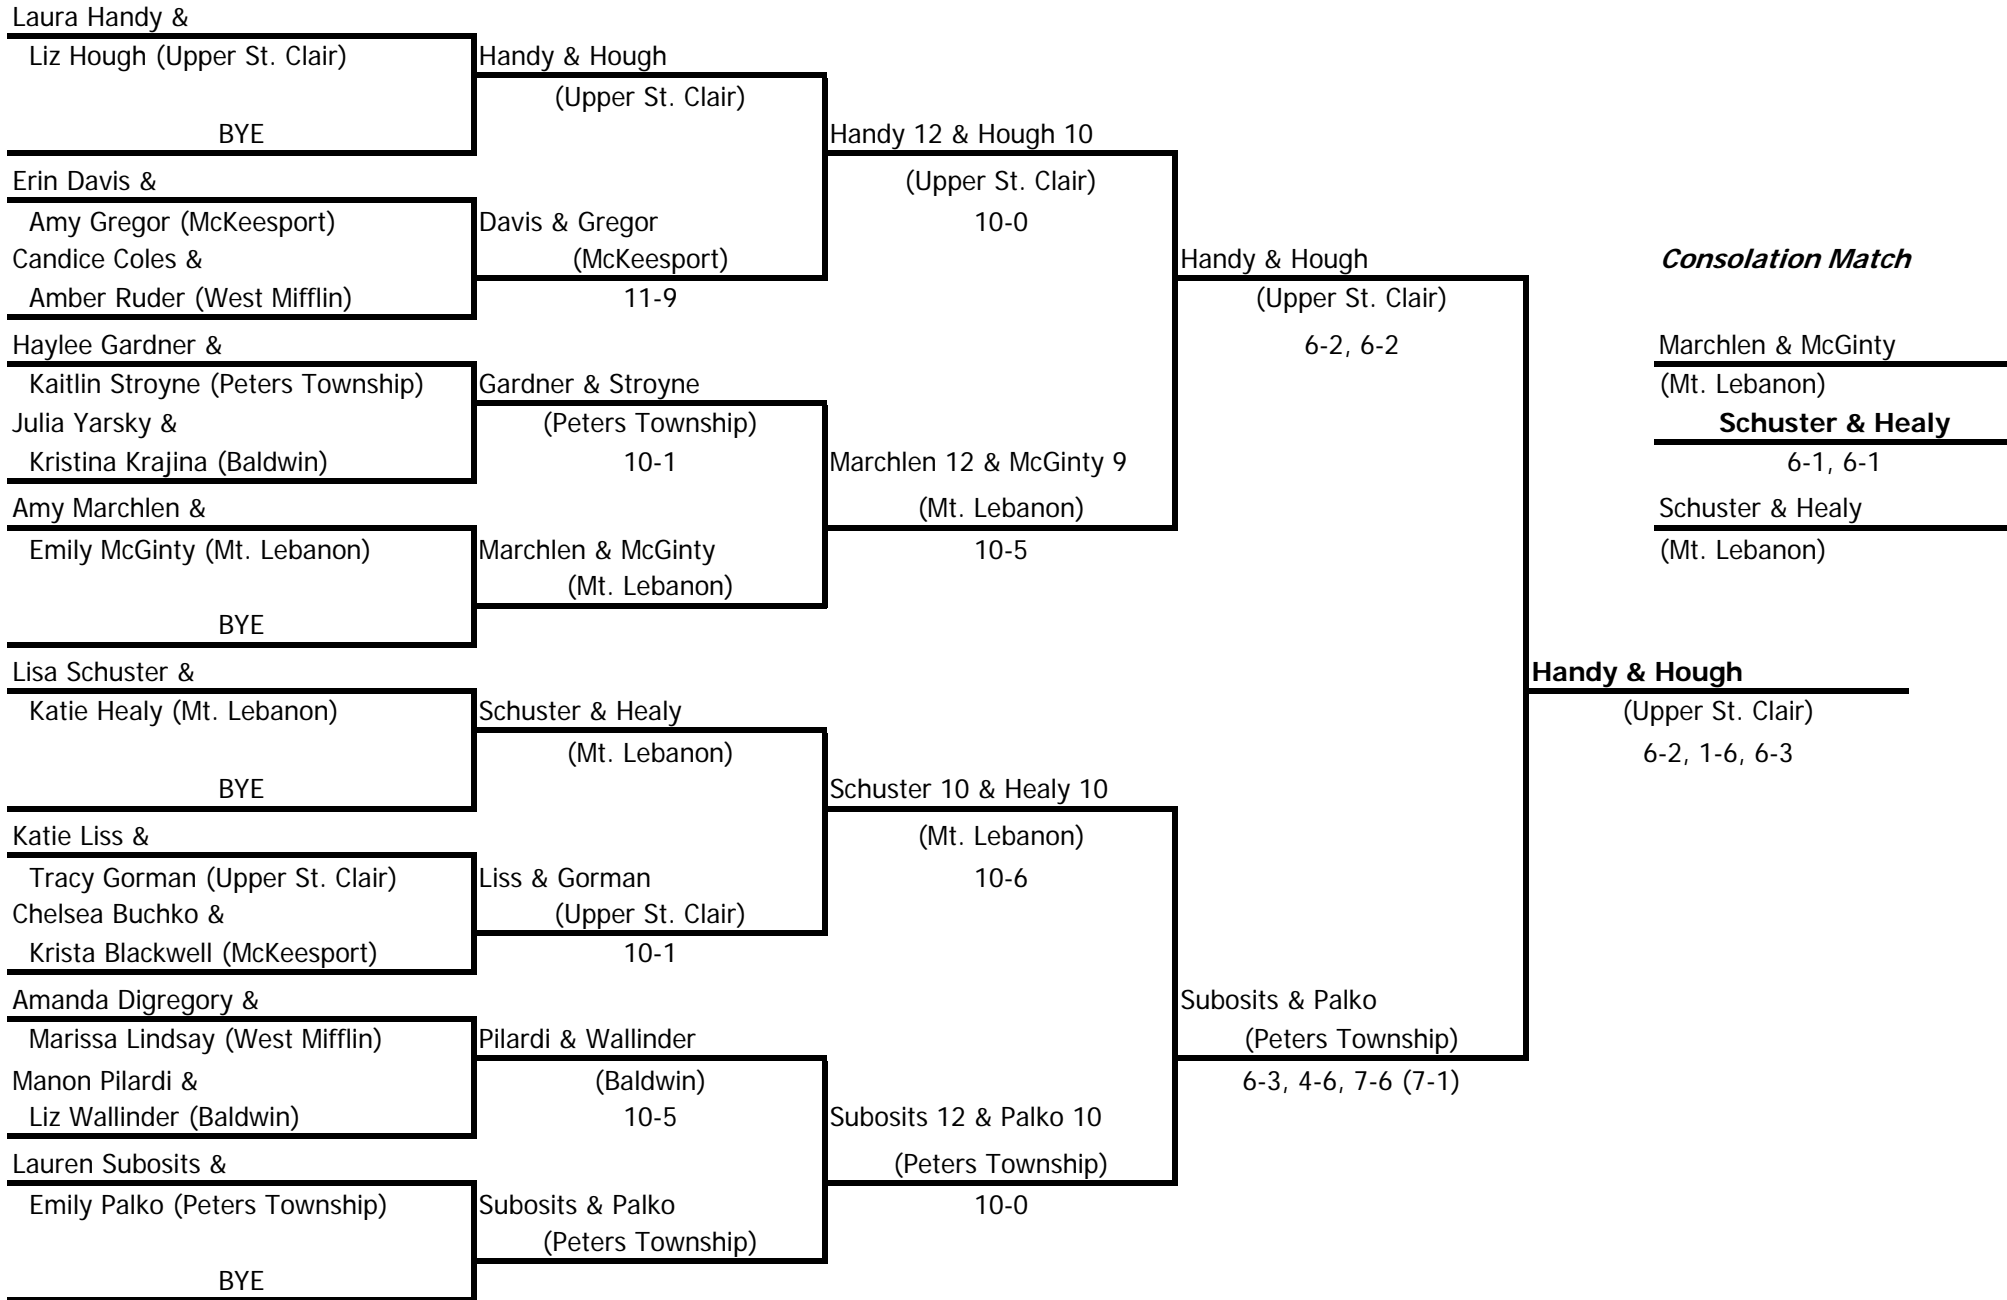 Laura Handy &
Liz Hough (Upper St. Clair)
BYE
Erin Davis &
Amy Gregor (McKeesport)
Candice Coles &
Amber Ruder (West Mifflin)
Haylee Gardner &
Kaitlin Stroyne (Peters Township)
Julia Yarsky &
Kristina Krajina (Baldwin)
Amy Marchlen &
Emily McGinty (Mt. Lebanon)
BYE
Lisa Schuster &
Katie Healy (Mt. Lebanon)
BYE
Katie Liss &
Tracy Gorman (Upper St. Clair)
Chelsea Buchko &
Krista Blackwell (McKeesport)
Amanda Digregory &
Marissa Lindsay (West Mifflin)
Manon Pilardi &
Liz Wallinder (Baldwin)
Lauren Subosits &
Emily Palko (Peters Township)
BYE
Handy & Hough
(Upper St. Clair)
Davis & Gregor
(McKeesport)
11-9
Gardner & Stroyne
(Peters Township)
10-1
Marchlen & McGinty
(Mt. Lebanon)
Schuster & Healy
(Mt. Lebanon)
Liss & Gorman
(Upper St. Clair)
10-1
Pilardi & Wallinder
(Baldwin)
10-5
Subosits & Palko
(Peters Township)
Handy 12 & Hough 10
(Upper St. Clair)
10-0
Marchlen 12 & McGinty 9
(Mt. Lebanon)
10-5
Schuster 10 & Healy 10
(Mt. Lebanon)
10-6
Subosits 12 & Palko 10
(Peters Township)
10-0
Handy & Hough
(Upper St. Clair)
6-2, 6-2
Subosits & Palko
(Peters Township)
6-3, 4-6, 7-6 (7-1)
Handy & Hough
(Upper St. Clair)
6-2, 1-6, 6-3
Consolation Match
Marchlen & McGinty
(Mt. Lebanon)
Schuster & Healy
6-1, 6-1
Schuster & Healy
(Mt. Lebanon)